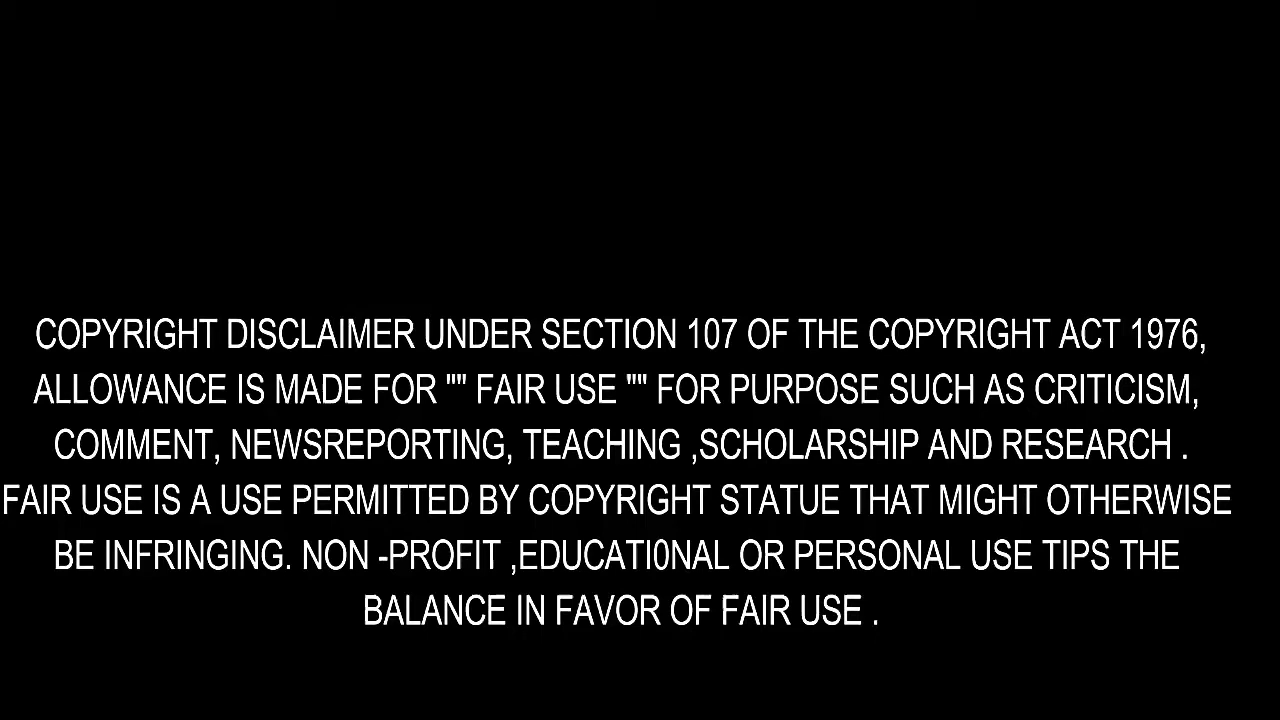 COPYRIGHT DISCLAIMER UNDER SECTION 107 OF THE COPYRIGHT ACT 1976,
ALLOWANCE IS MADE FOR "" FAIR USE "" FOR PURPOSE SUCH AS CRITICISM,
COMMENT, NEWSREPORTING, TEACHING ,SCHOLARSHIP AND RESEARCH .
FAIR USE IS A USE PERMITTED BY COPYRIGHT STATUE THAT MIGHT OTHERWISE
BE INFRINGING. NON -PROFIT ,EDUCATI0NAL OR PERSONAL USE TIPS THE
BALANCE IN FAVOR OF FAIR USE .